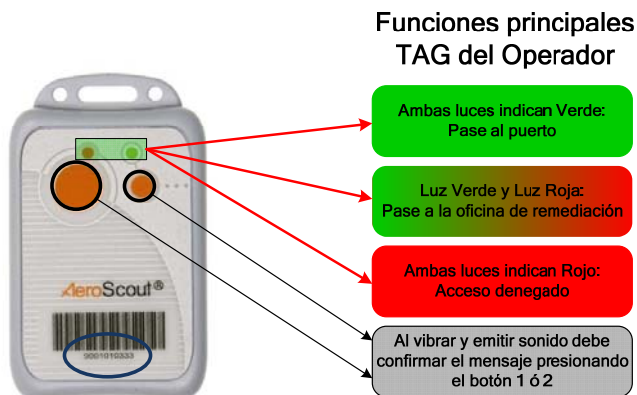 Funciones principales
TAG del Operador
Ambas luces indican Verde:
Pase al puerto
Luz Verde y Luz Roja:
Pase a la oficina de remediación
Ambas luces indican Rojo:
Acceso denegado
Al vibrar y emitir sonido debe
confirmar el mensaje presionando
el botón 1 ó 2
AeroScout®
9001010333